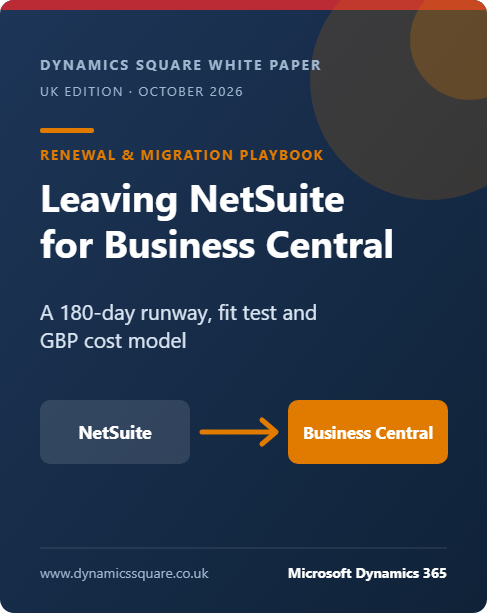 DYNAMICS SQUARE WHITE PAPER
UK EDITION · OCTOBER 2026
RENEWAL & MIGRATION PLAYBOOK
Leaving NetSuite
for Business Central
A 180-day runway, fit test and
GBP cost model
NetSuite
Business Central
www.dynamicssquare.co.uk
Microsoft Dynamics 365